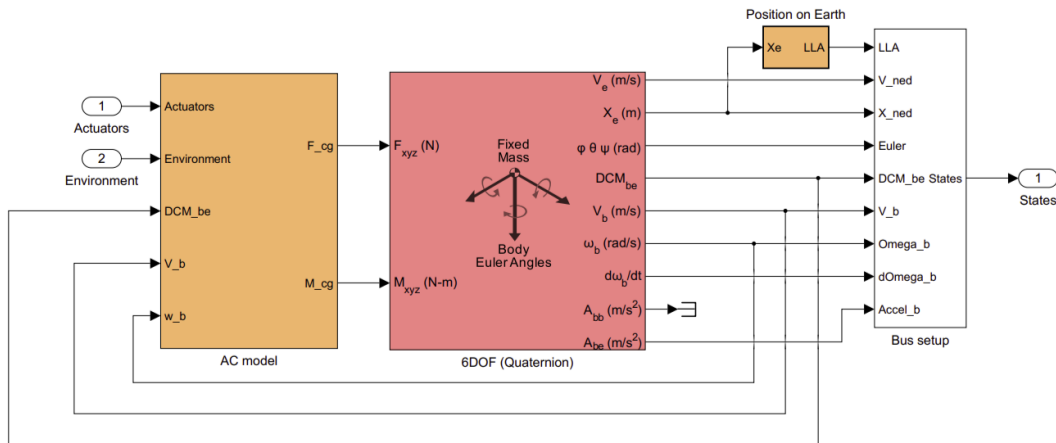 Position on Earth
Xe LLA
LLA
V_ned
X_ned
Euler
DCM_be States
V_b
Omega_b
dOmega_b
Accel_b
Bus setup
1
States
1
Actuators
2
Environment
Actuators
Environment
DCM_be
V_b
w_b
F_cg
M_cg
AC model
F_xyz (N)
M_xyz (N-m)
Fixed
Mass
Body
Euler Angles
V_e (m/s)
X_e (m)
φ θ ψ (rad)
DCM_be
V_b (m/s)
ω_b (rad/s)
dω_b/dt
A_bb (m/s²)
A_be (m/s²)
6DOF (Quaternion)